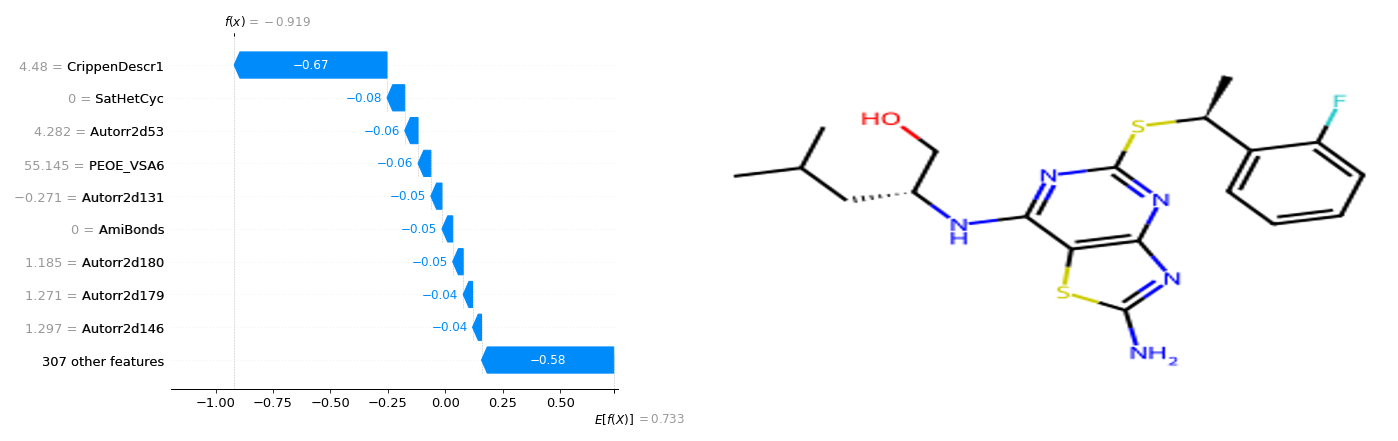 f(x) = −0.919
4.48 = CrippenDescr1
−0.67
0 = SatHetCyc
−0.08
4.282 = Autorr2d53
−0.06
55.145 = PEOE_VSA6
−0.06
−0.271 = Autorr2d131
−0.05
0 = AmiBonds
−0.05
1.185 = Autorr2d180
−0.05
1.271 = Autorr2d179
−0.04
1.297 = Autorr2d146
−0.04
307 other features
−0.58
−1.00 −0.75 −0.50 −0.25 0.00 0.25 0.50
E[f(X)] = 0.733
F
HO
S
N
N
N
H
N
S
NH2